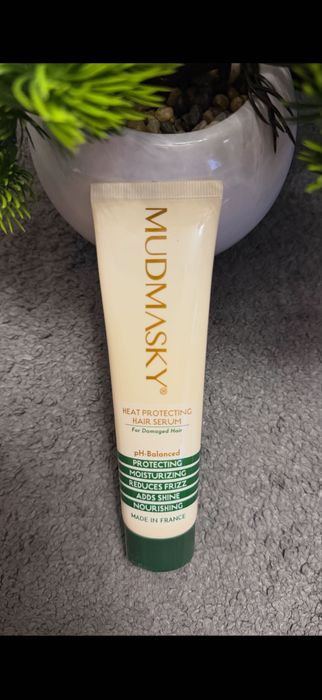 MUDMASKY®
HEAT PROTECTING
HAIR SERUM
For Damaged Hair
pH-Balanced
PROTECTING
MOISTURIZING
REDUCES FRIZZ
ADDS SHINE
NOURISHING
MADE IN FRANCE